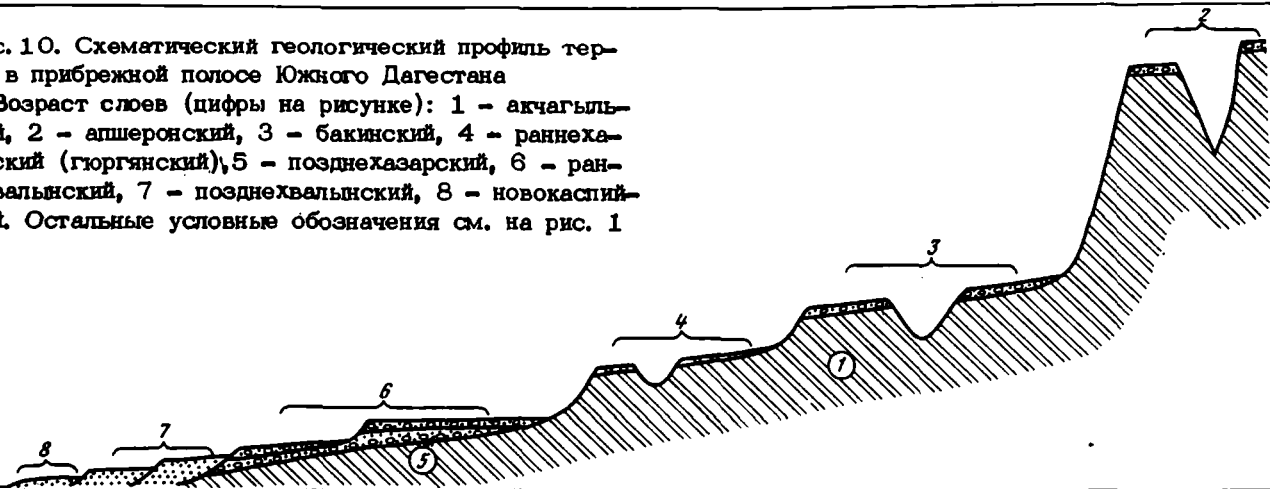 с. 10. Схематический геологический профиль тер-
в прибрежной полосе Южного Дагестана
Возраст слоев (цифры на рисунке): 1 - акчагыль-
й, 2 - апшеронский, 3 - бакинский, 4 - раннеха-
ский (гюргянский), 5 - позднехазарский, 6 - ран-
валынский, 7 - позднехвалынский, 8 - новокаспий-
й. Остальные условные обозначения см. на рис. 1
2
3
4
1
6
7
5
8